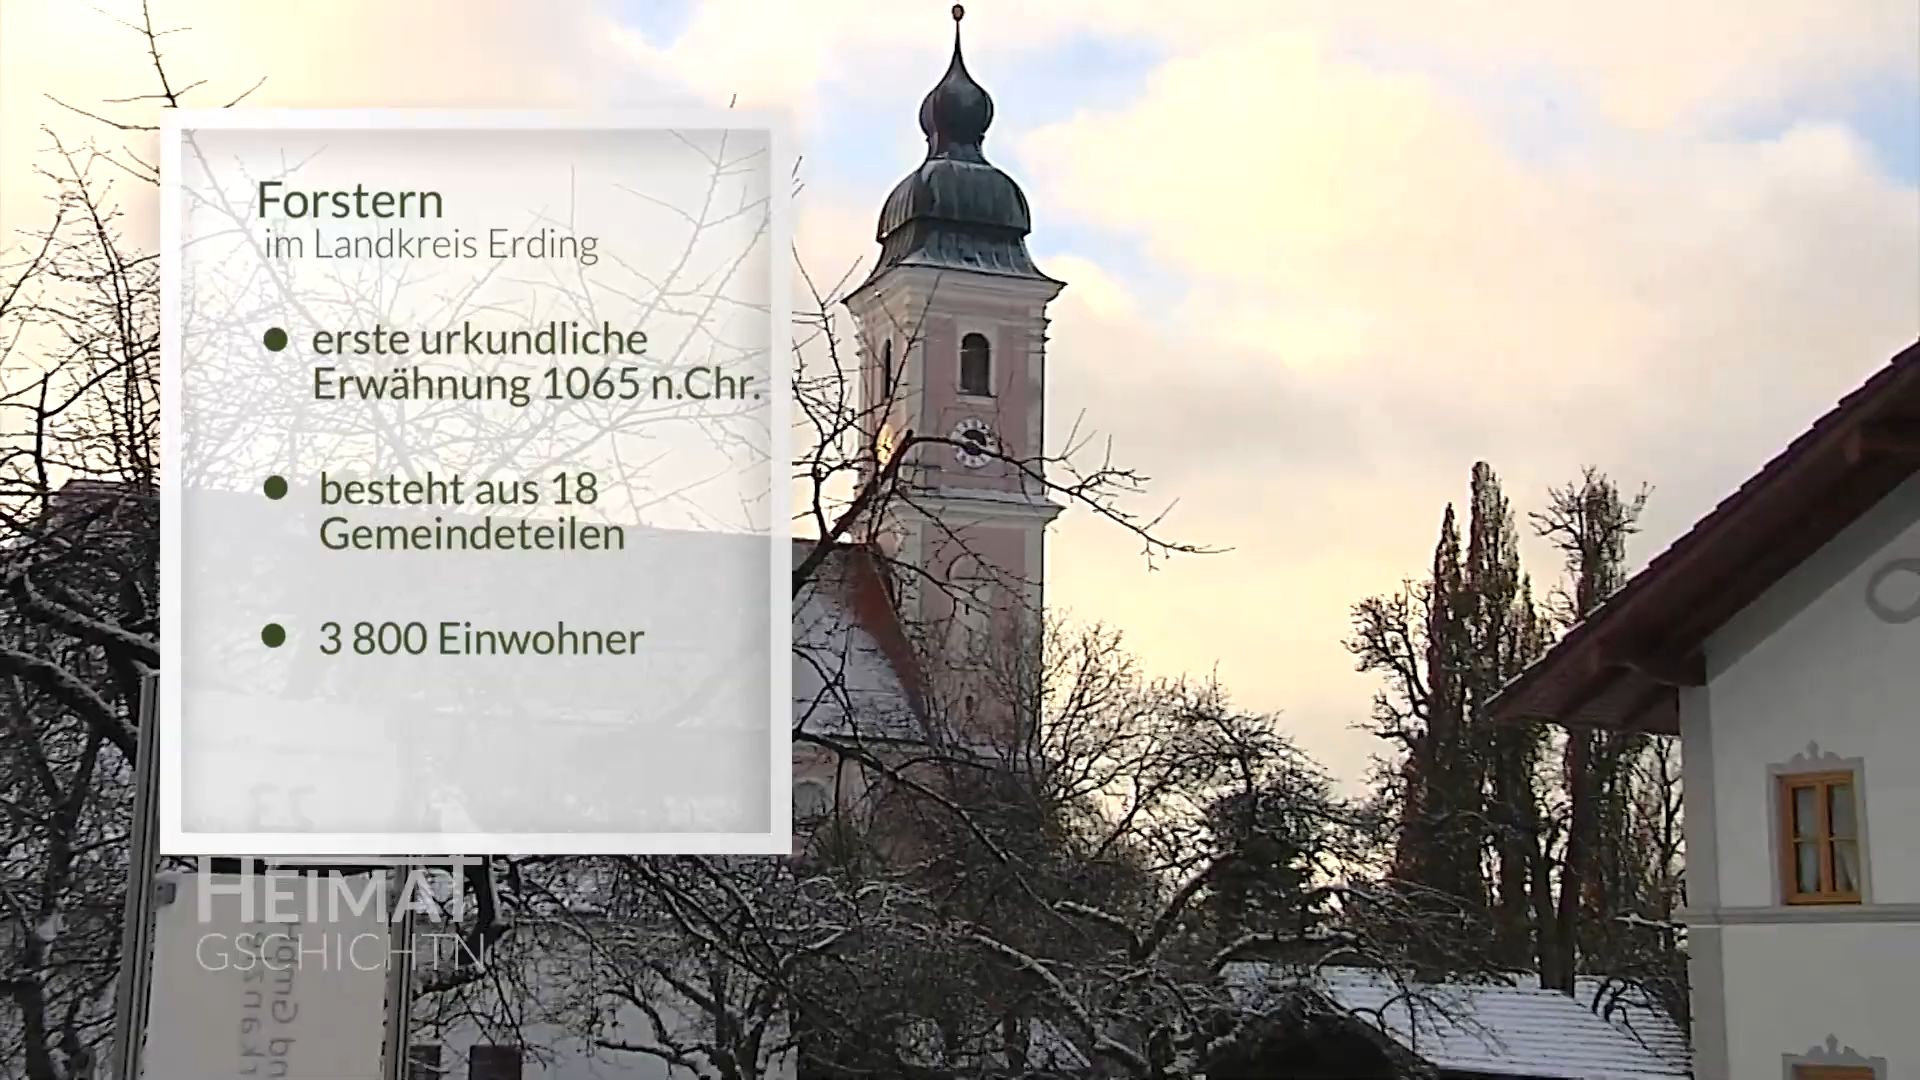 Forstern
im Landkreis Erding
erste urkundliche
Erwähnung 1065 n.Chr.
besteht aus 18
Gemeindeteilen
3 800 Einwohner
HEIMAT
GSCHICHTN